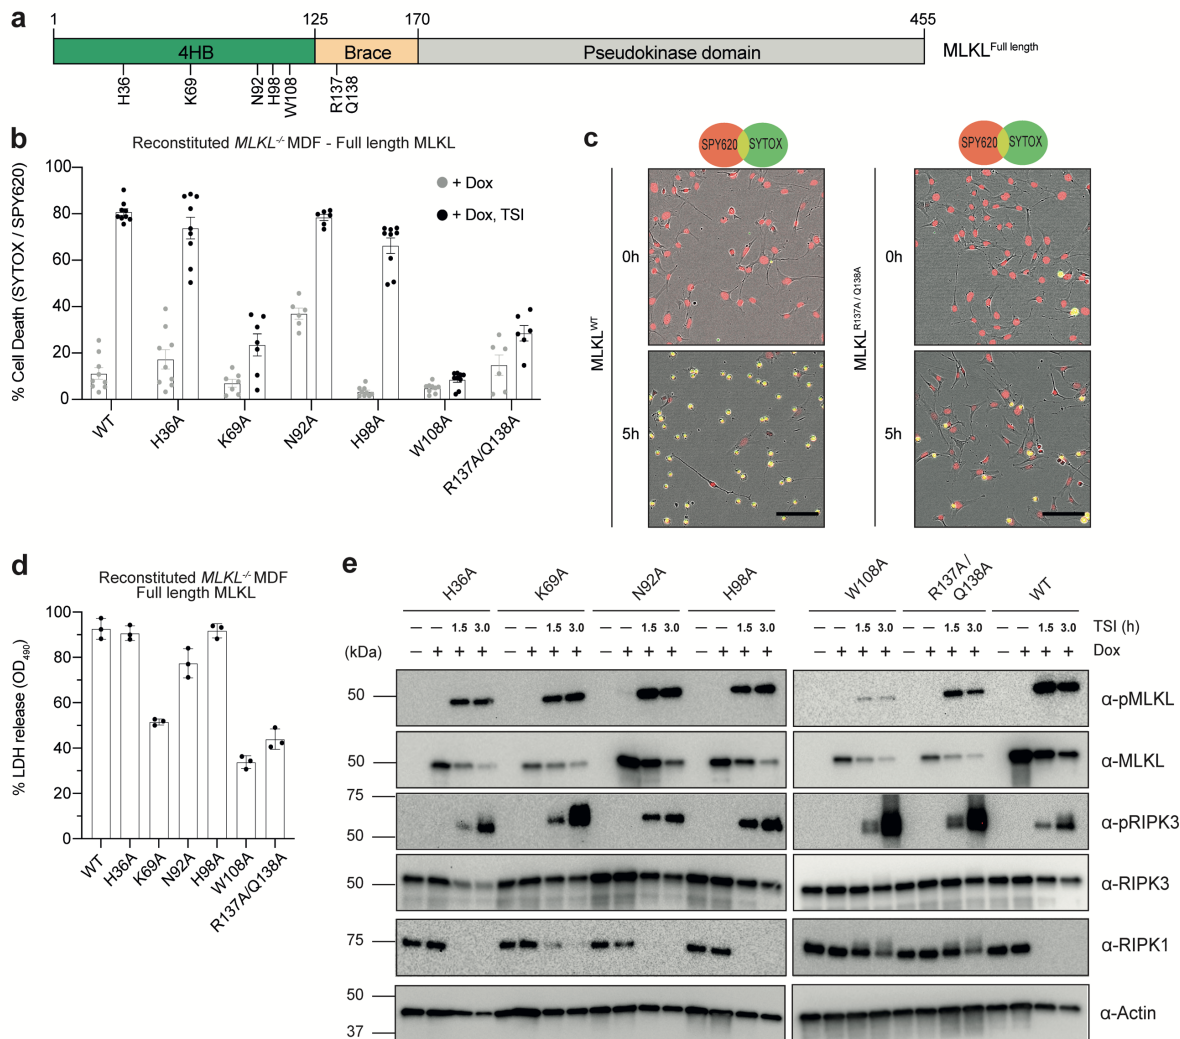 a
1 125 170 455
4HB Brace Pseudokinase domain MLKL^Full length
H36 K69 N92 H98 W108 R137 Q138
b
Reconstituted MLKL-/- MDF - Full length MLKL
% Cell Death (SYTOX / SPY620)
100
80
60
40
20
0
+ Dox
+ Dox, TSI
WT H36A K69A N92A H98A W108A R137A/Q138A
c
SPY620 SYTOX SPY620 SYTOX
MLKL^WT
0h
5h
MLKL^R137A / Q138A
0h
5h
d
Reconstituted MLKL-/- MDF
Full length MLKL
% LDH release (OD490)
100
80
60
40
20
0
WT H36A K69A N92A H98A W108A R137A/Q138A
e
H36A K69A N92A H98A W108A R137A/ Q138A WT
– – 1.5 3.0 – – 1.5 3.0 – – 1.5 3.0 – – 1.5 3.0 – – 1.5 3.0 – – 1.5 3.0 – – 1.5 3.0 TSI (h)
(kDa) – + + + – + + + – + + + – + + + – + + + – + + + – + + + Dox
50 α-pMLKL
50 α-MLKL
75
50 α-pRIPK3
50 α-RIPK3
75 α-RIPK1
50
37 α-Actin